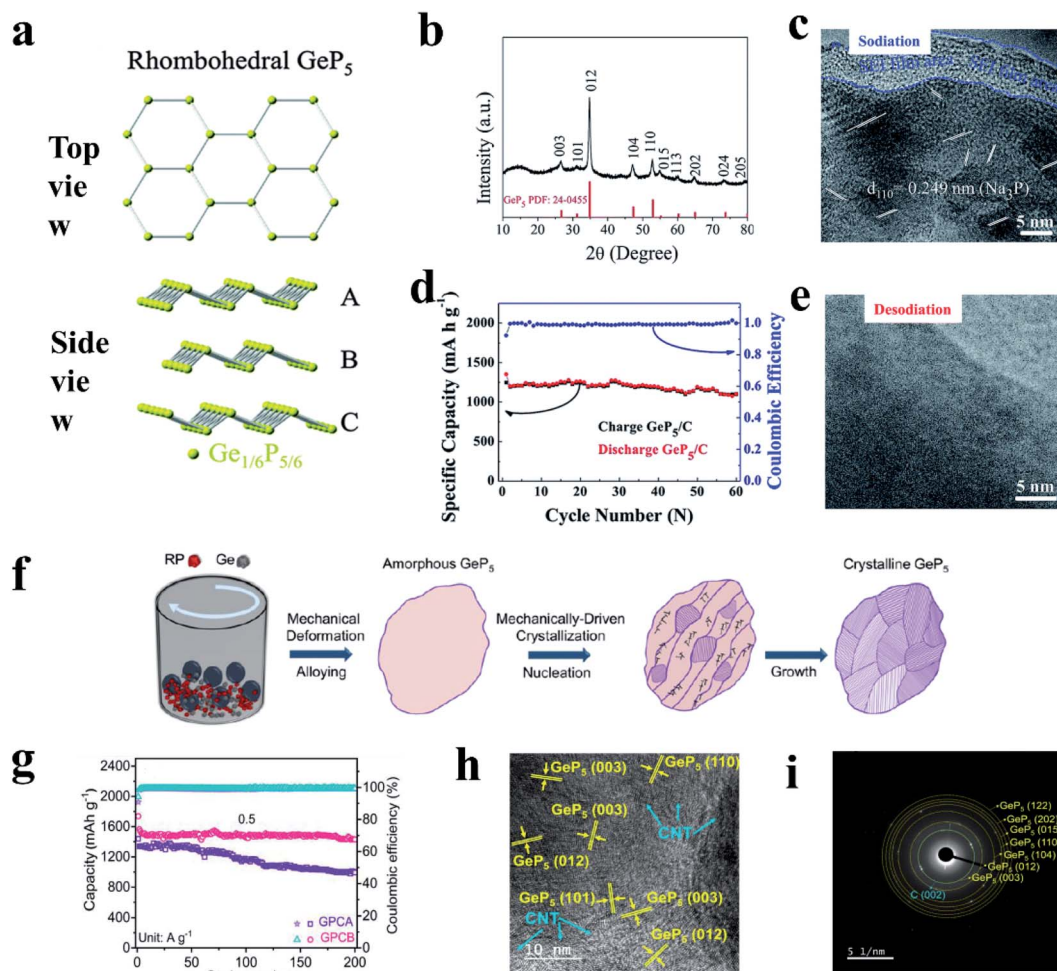 a
Rhombohedral GeP5
Top
vie
w
Side
vie
w
A
B
C
Ge1/6P5/6
b
Intensity (a.u.)
003
101
012
104
110
015
113
202
024
205
GeP5 PDF: 24-0455
10 20 30 40 50 60 70 80
2θ (Degree)
c
Sodiation
d110 0.249 nm (Na3P)
5 nm
d
Specific Capacity (mA h g-1)
2000
1500
1000
500
0
1.0
0.8
0.6
0.4
0.2
0.0
Coulombic Efficiency
Charge GeP5/C
Discharge GeP5/C
0 10 20 30 40 50 60
Cycle Number (N)
e
Desodiation
5 nm
f
RP Ge
Mechanical
Deformation
Alloying
Amorphous GeP5
Mechanically-Driven
Crystallization
Nucleation
Growth
Crystalline GeP5
g
Capacity (mAh g-1)
2400
2000
1600
1200
800
400
0
0.5
100
80
60
40
20
0
Coulombic efficiency (%)
GPCA
GPCB
Unit: A g-1
0 50 100 150 200
h
GeP5 (003)
GeP5 (110)
GeP5 (003)
CNT
GeP5 (012)
GeP5 (101)
GeP5 (003)
CNT
GeP5 (012)
10 nm
i
GeP5 (122)
GeP5 (202)
GeP5 (015)
GeP5 (110)
GeP5 (104)
GeP5 (012)
GeP5 (003)
C (002)
5 1/nm